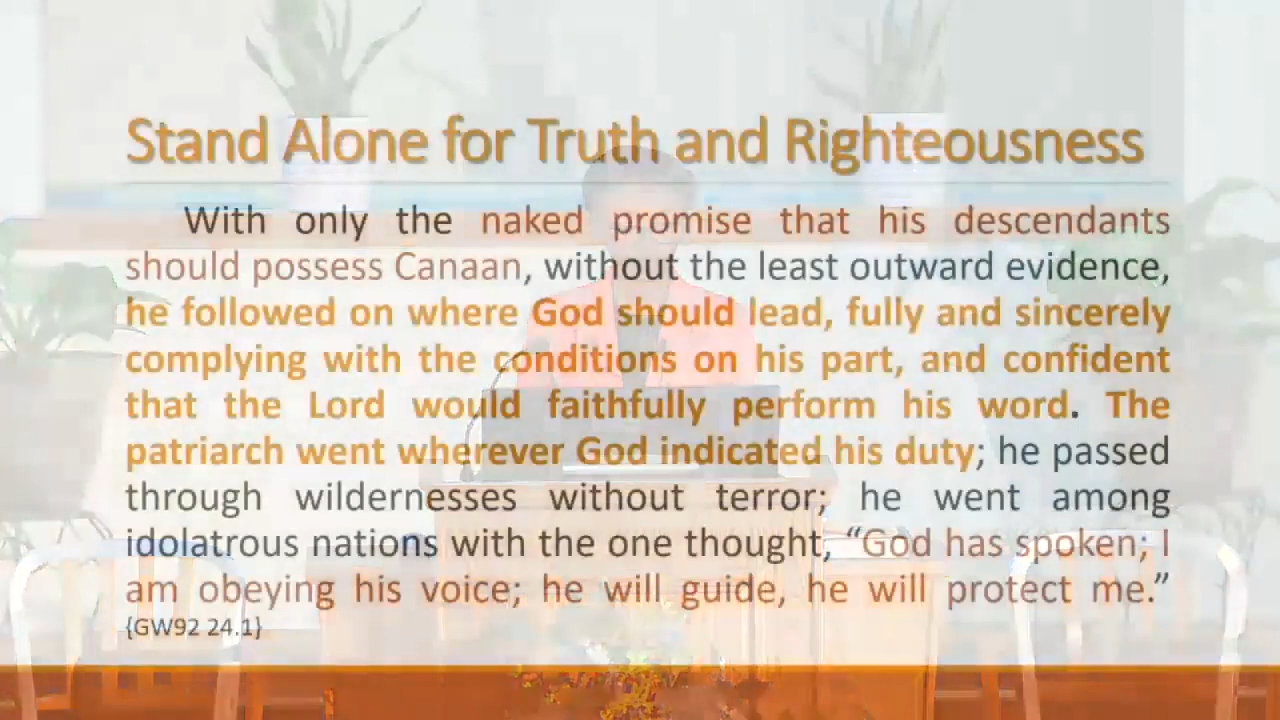 Stand Alone for Truth and Righteousness
With only the naked promise that his descendants
should possess Canaan, without the least outward evidence,
he followed on where God should lead, fully and sincerely
complying with the conditions on his part, and confident
that the Lord would faithfully perform his word. The
patriarch went wherever God indicated his duty; he passed
through wildernesses without terror; he went among
idolatrous nations with the one thought, “God has spoken; I
am obeying his voice; he will guide, he will protect me.”
{GW92 24.1}